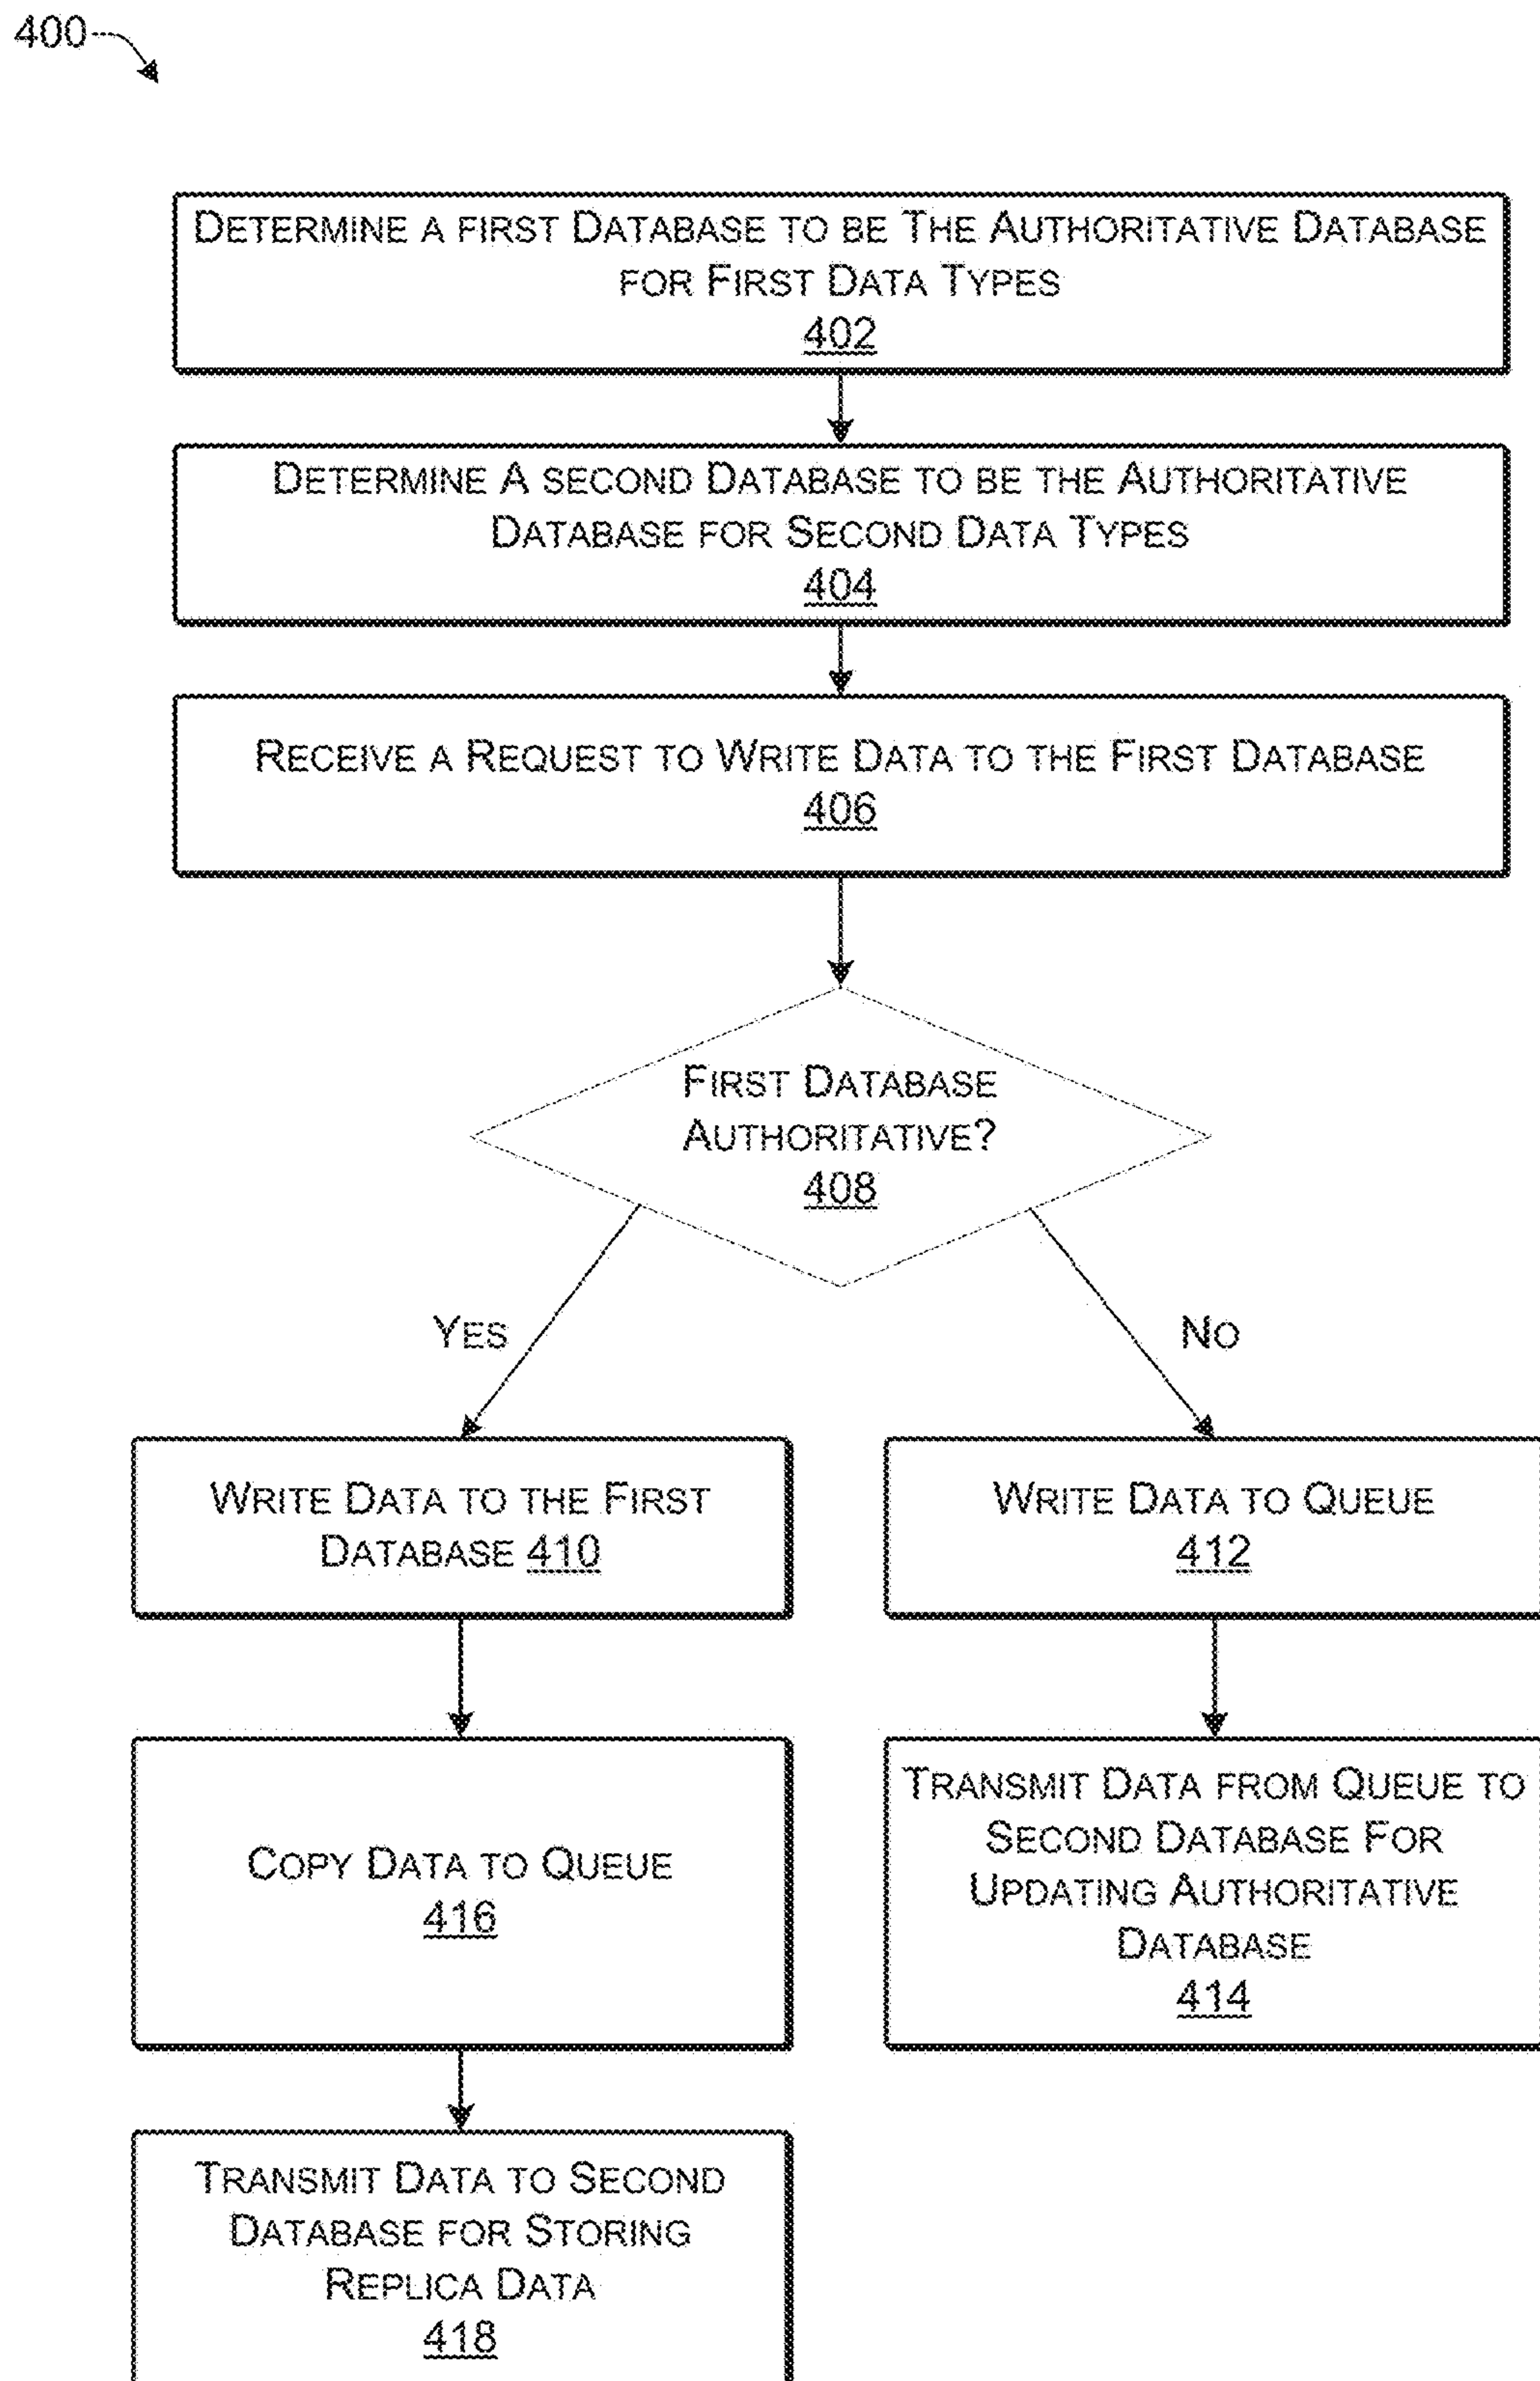 400
Determine a first Database to be The Authoritative Database
for First Data Types
402
Determine A second Database to be the Authoritative
Database for Second Data Types
404
Receive a Request to Write Data to the First Database
406
First Database
Authoritative?
408
Yes
No
Write Data to the First
Database 410
Write Data to Queue
412
Copy Data to Queue
416
Transmit Data from Queue to
Second Database For
Updating Authoritative
Database
414
Transmit Data to Second
Database for Storing
Replica Data
418